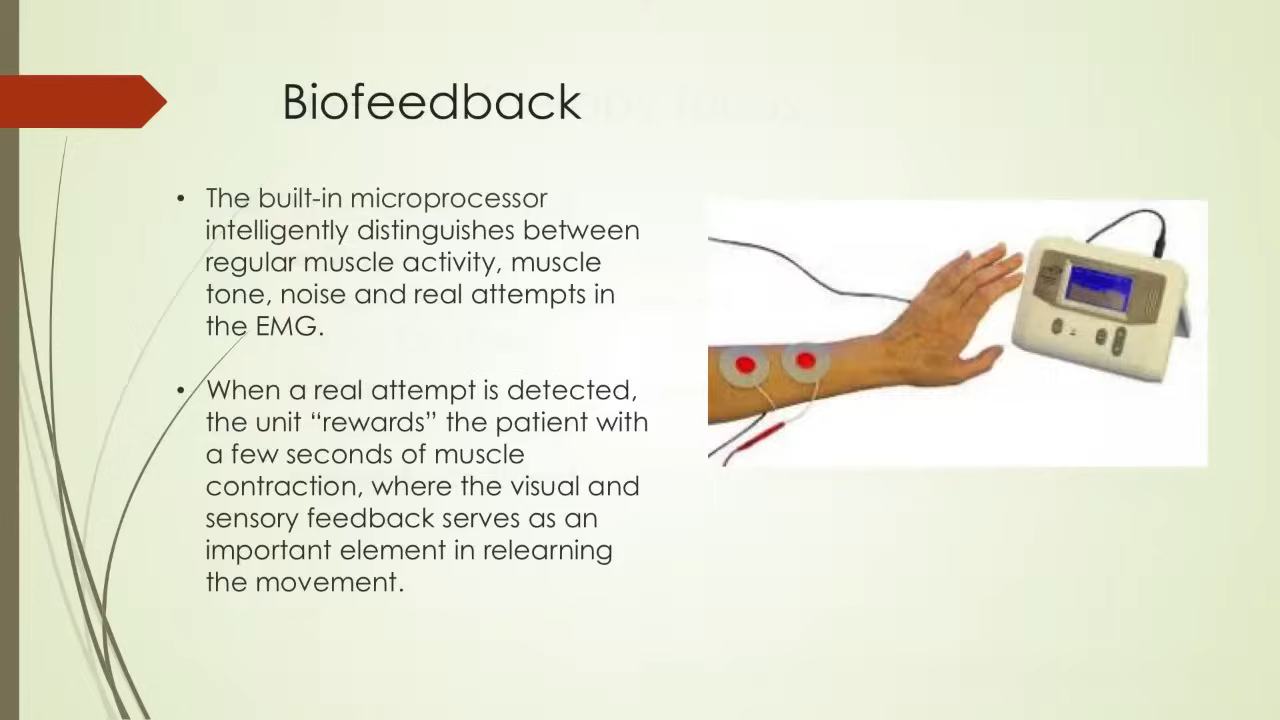 Biofeedback
• The built-in microprocessor
intelligently distinguishes between
regular muscle activity, muscle
tone, noise and real attempts in
the EMG.
• When a real attempt is detected,
the unit “rewards” the patient with
a few seconds of muscle
contraction, where the visual and
sensory feedback serves as an
important element in relearning
the movement.